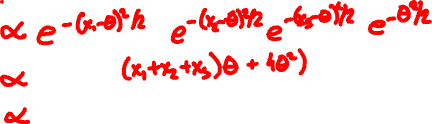 ∝ e^{-(x₁-θ)²/2} e^{-(x₂-θ)²/2} e^{-(x₃-θ)²/2} e^{-θ²/2}
∝ (x₁+x₂+x₃)θ + 4θ²)
∝